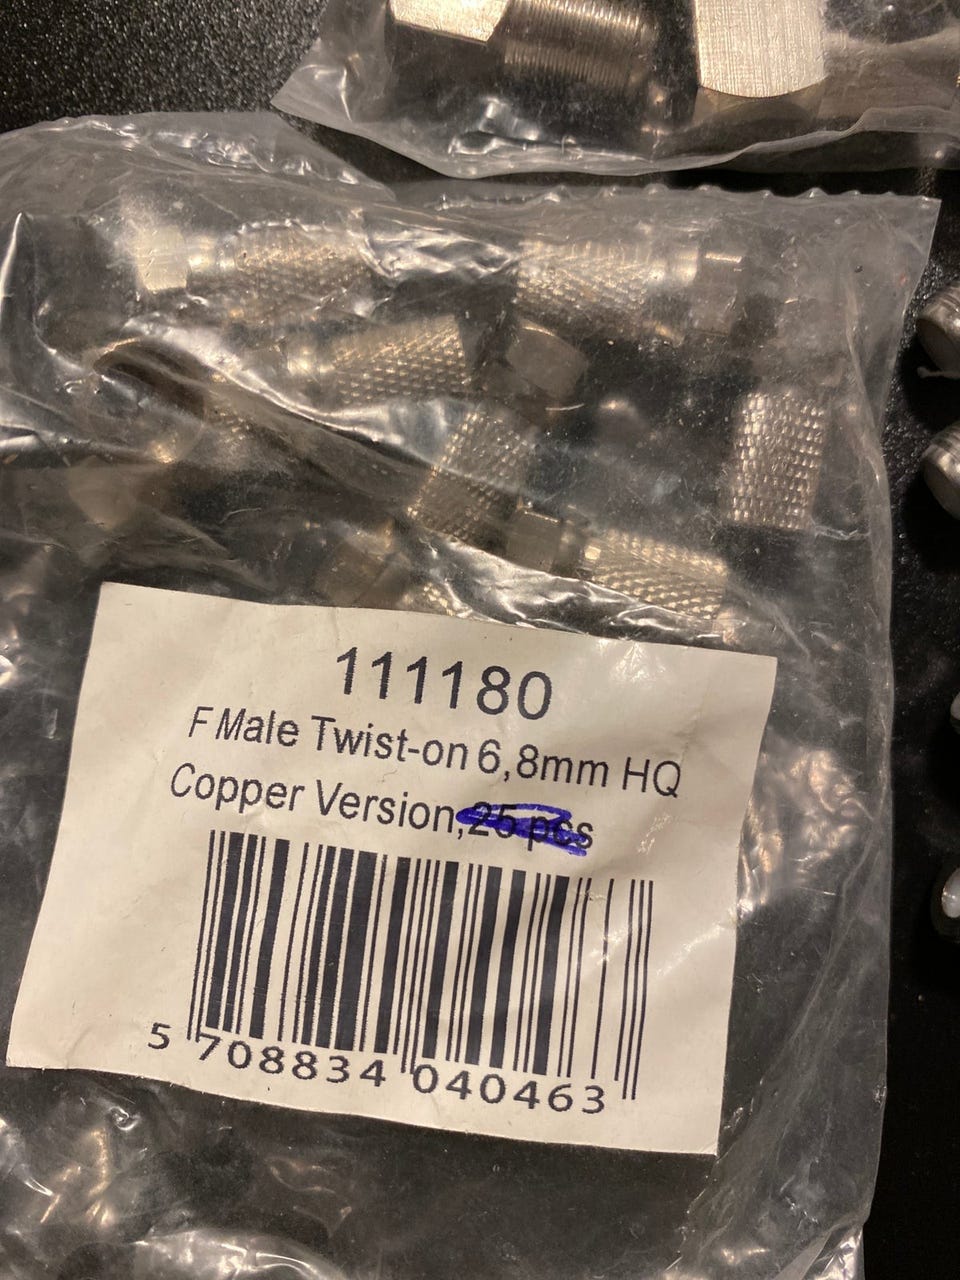 111180
F Male Twist-on 6,8mm HQ
Copper Version, 25 pcs
5 708834 040463